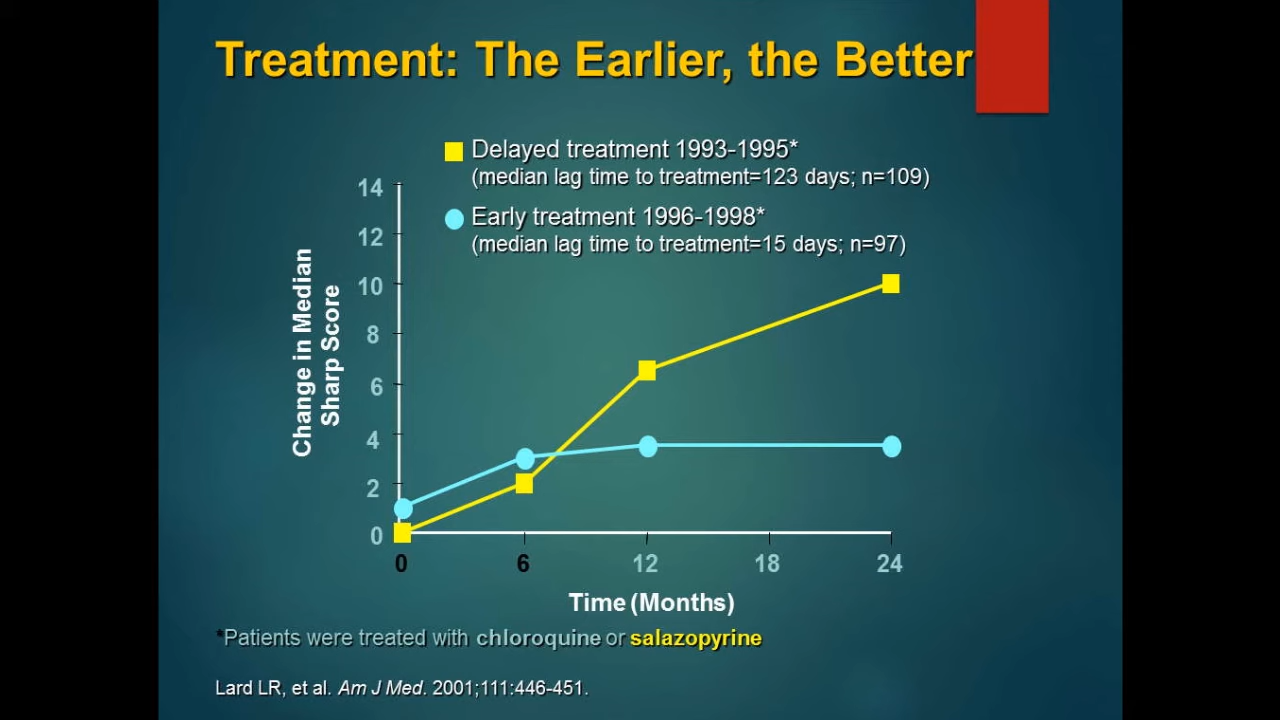 Treatment: The Earlier, the Better
Delayed treatment 1993-1995*
(median lag time to treatment=123 days; n=109)
Early treatment 1996-1998*
(median lag time to treatment=15 days; n=97)
Change in Median
Sharp Score
14
12
10
8
6
4
2
0
0 6 12 18 24
Time (Months)
*Patients were treated with chloroquine or salazopyrine
Lard LR, et al. Am J Med. 2001;111:446-451.